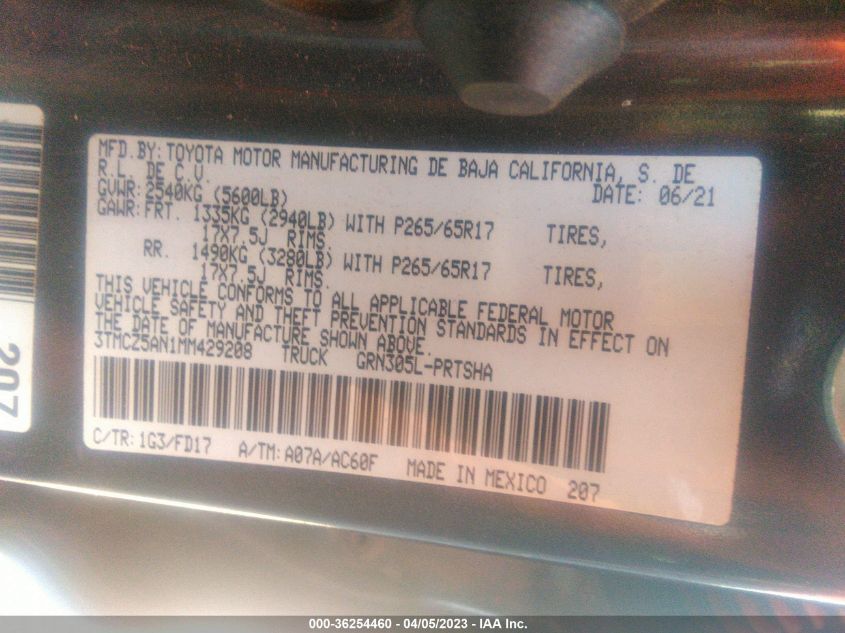 MFD.BY: TOYOTA MOTOR MANUFACTURING DE BAJA CALIFORNIA, S. DE
R.L. DE C.V. DATE: 06/21
GVWR: 2540KG (5600LB)
GAWR: FRT. 1335KG (2940LB) WITH P265/65R17 TIRES,
17X7.5J RIMS.
RR. 1490KG (3280LB) WITH P265/65R17 TIRES,
17X7.5J RIMS.
THIS VEHICLE CONFORMS TO ALL APPLICABLE FEDERAL MOTOR
VEHICLE SAFETY AND THEFT PREVENTION STANDARDS IN EFFECT ON
THE DATE OF MANUFACTURE SHOWN ABOVE.
3TMCZ5AN1MM429208 TRUCK GRN305L-PRTSHA
C/TR: 1G3/FD17 A/TM: A07A/AC60F MADE IN MEXICO 207
207
000-36254460 - 04/05/2023 - IAA Inc.